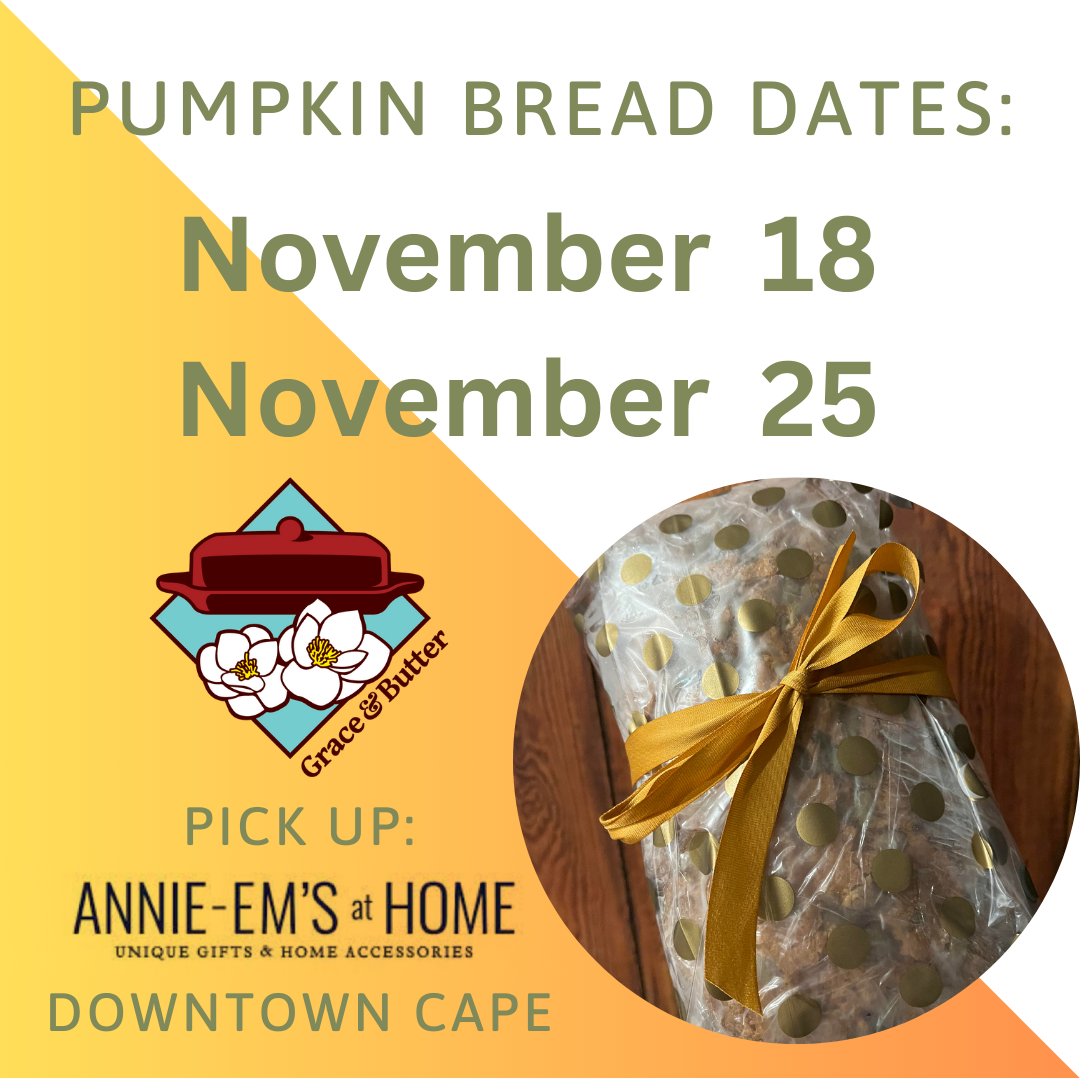 PUMPKIN BREAD DATES:
November 18
November 25
Grace & Butter
PICK UP:
ANNIE-EM'S at HOME
UNIQUE GIFTS & HOME ACCESSORIES
DOWNTOWN CAPE